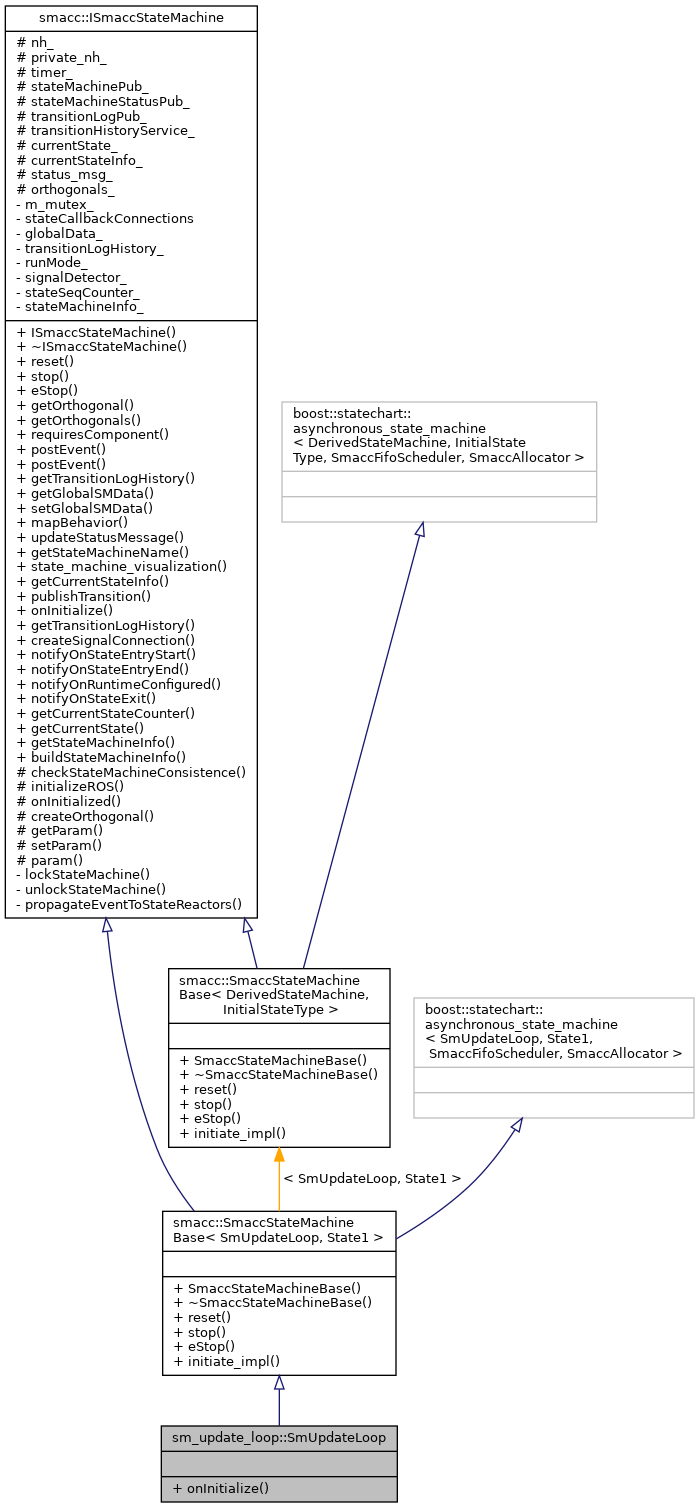 smacc::ISmaccStateMachine
# nh_
# private_nh_
# timer_
# stateMachinePub_
# stateMachineStatusPub_
# transitionLogPub_
# transitionHistoryService_
# currentState_
# currentStateInfo_
# status_msg_
# orthogonals_
- m_mutex_
- stateCallbackConnections
- globalData_
- transitionLogHistory_
- runMode_
- signalDetector_
- stateSeqCounter_
- stateMachineInfo_
+ ISmaccStateMachine()
+ ~ISmaccStateMachine()
+ reset()
+ stop()
+ eStop()
+ getOrthogonal()
+ getOrthogonals()
+ requiresComponent()
+ postEvent()
+ postEvent()
+ getTransitionLogHistory()
+ getGlobalSMData()
+ setGlobalSMData()
+ mapBehavior()
+ updateStatusMessage()
+ getStateMachineName()
+ state_machine_visualization()
+ getCurrentStateInfo()
+ publishTransition()
+ onInitialize()
+ getTransitionLogHistory()
+ createSignalConnection()
+ notifyOnStateEntryStart()
+ notifyOnStateEntryEnd()
+ notifyOnRuntimeConfigured()
+ notifyOnStateExit()
+ getCurrentStateCounter()
+ getCurrentState()
+ getStateMachineInfo()
+ buildStateMachineInfo()
# checkStateMachineConsistence()
# initializeROS()
# onInitialized()
# createOrthogonal()
# getParam()
# setParam()
# param()
- lockStateMachine()
- unlockStateMachine()
- propagateEventToStateReactors()
boost::statechart::
asynchronous_state_machine
< DerivedStateMachine, InitialState
Type, SmaccFifoScheduler, SmaccAllocator >
smacc::SmaccStateMachine
Base< DerivedStateMachine,
InitialStateType >
+ SmaccStateMachineBase()
+ ~SmaccStateMachineBase()
+ reset()
+ stop()
+ eStop()
+ initiate_impl()
boost::statechart::
asynchronous_state_machine
< SmUpdateLoop, State1,
SmaccFifoScheduler, SmaccAllocator >
< SmUpdateLoop, State1 >
smacc::SmaccStateMachine
Base< SmUpdateLoop, State1 >
+ SmaccStateMachineBase()
+ ~SmaccStateMachineBase()
+ reset()
+ stop()
+ eStop()
+ initiate_impl()
sm_update_loop::SmUpdateLoop
+ onInitialize()